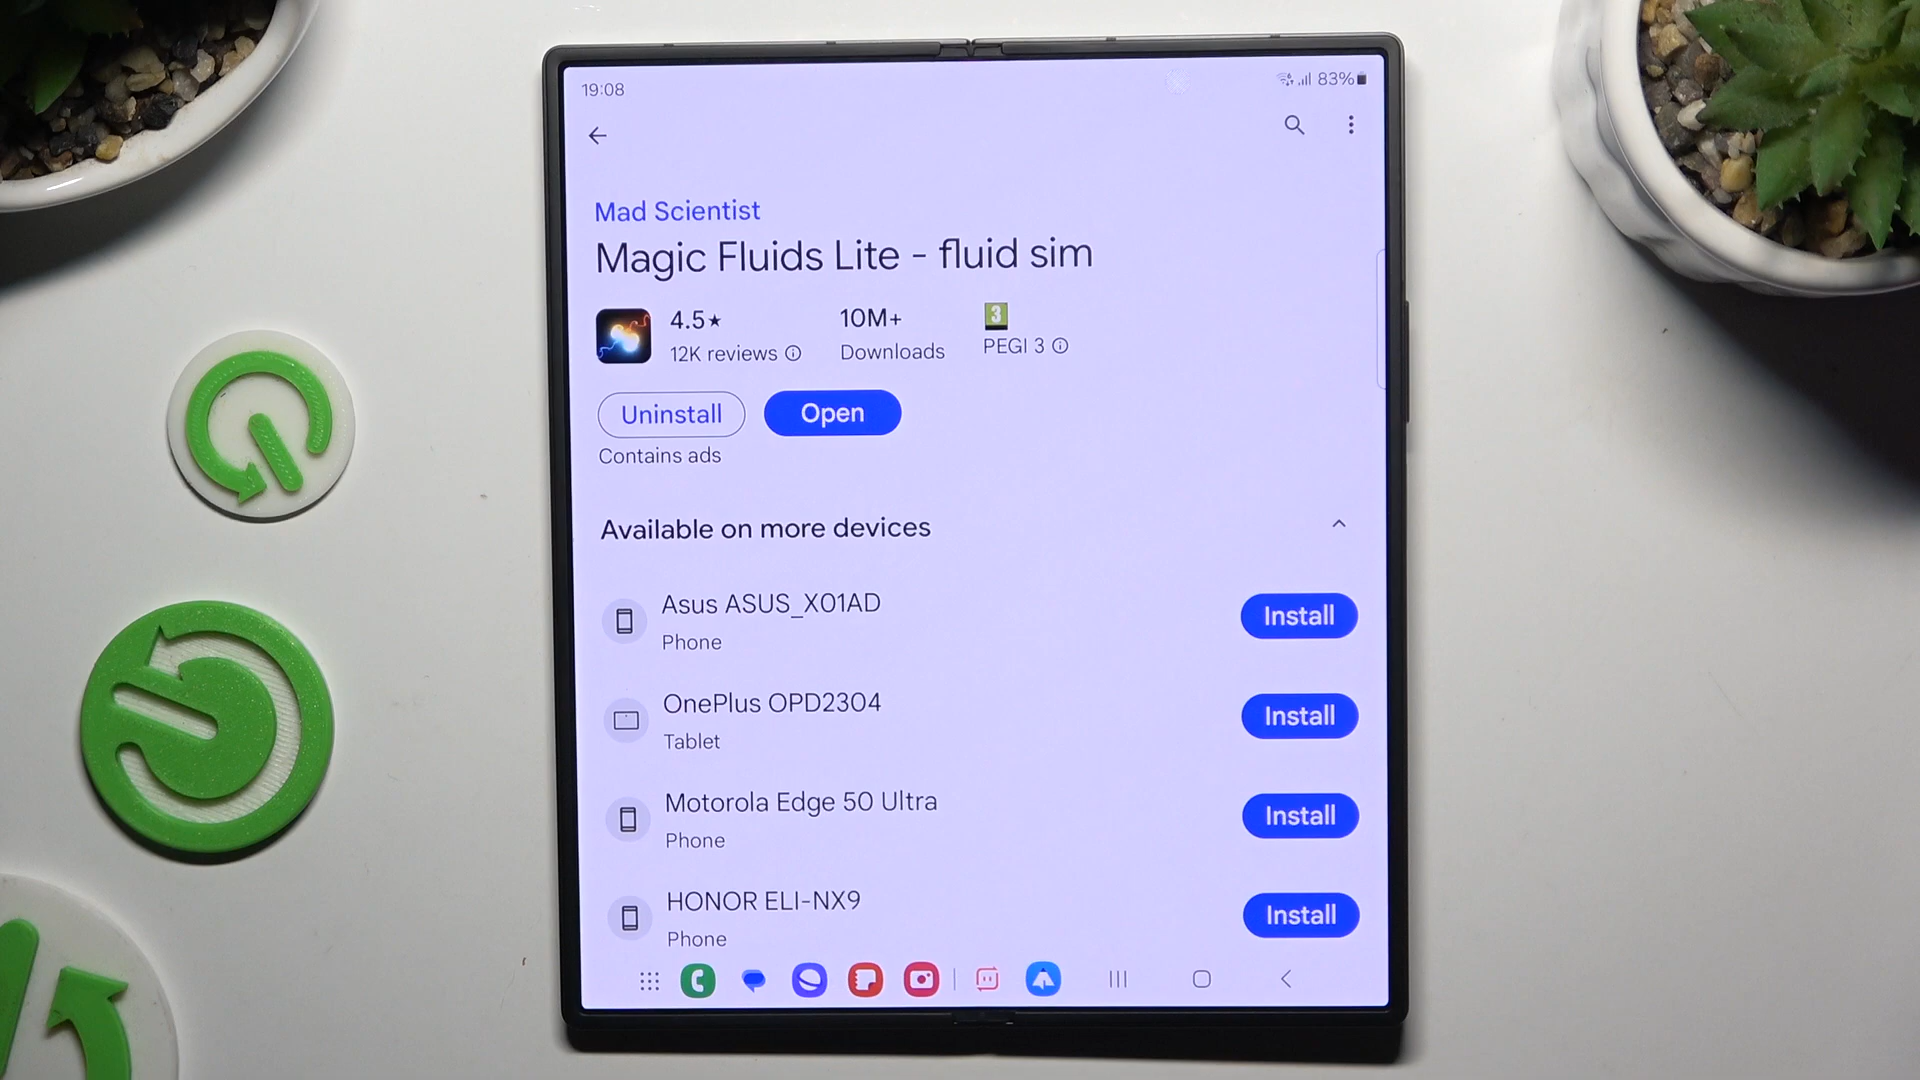 19:08
83%
Mad Scientist
Magic Fluids Lite - fluid sim
4.5★
12K reviews
10M+
Downloads
3
PEGI 3
Uninstall
Open
Contains ads
Available on more devices
Asus ASUS_X01AD
Phone
Install
OnePlus OPD2304
Tablet
Install
Motorola Edge 50 Ultra
Phone
Install
HONOR ELI-NX9
Phone
Install